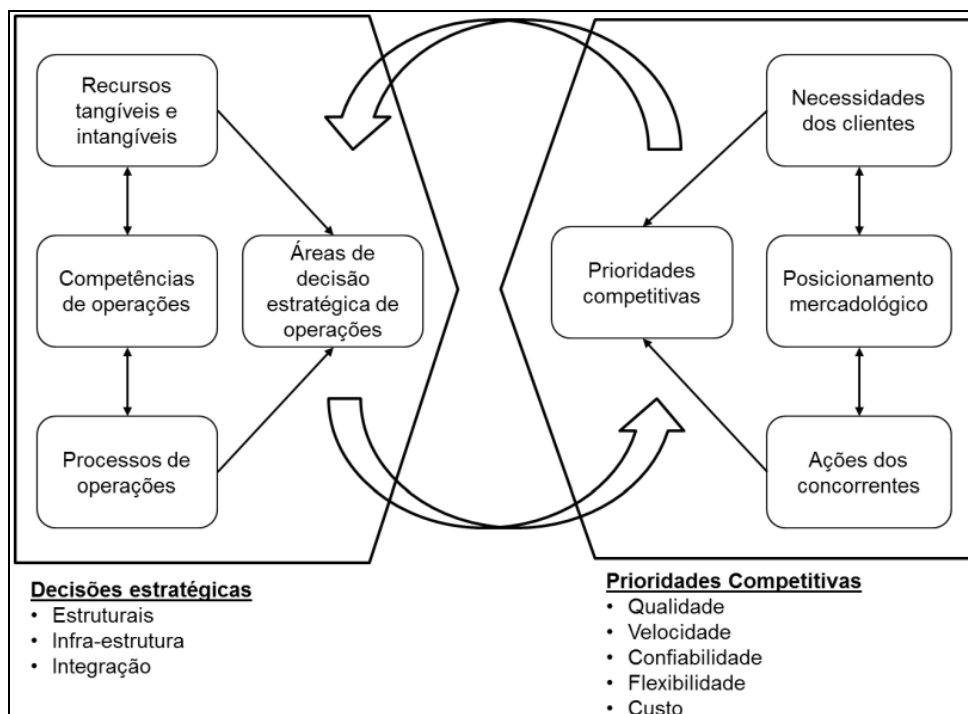 Recursos
tangíveis e
intangíveis
Competências
de operações
Processos de
operações
Áreas de
decisão
estratégica de
operações
Prioridades
competitivas
Necessidades
dos clientes
Posicionamento
mercadológico
Ações dos
concorrentes
Decisões estratégicas
• Estruturais
• Infra-estrutura
• Integração
Prioridades Competitivas
• Qualidade
• Velocidade
• Confiabilidade
• Flexibilidade
• Custo